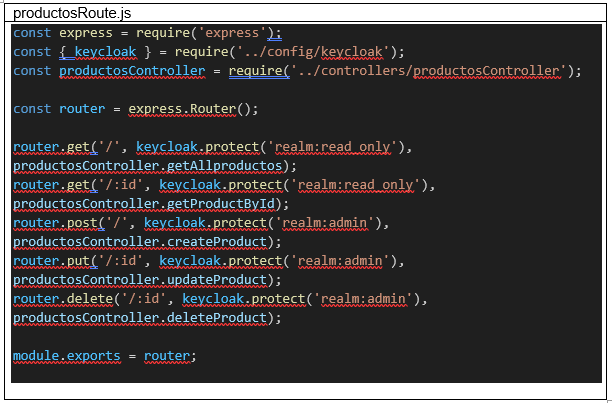 productosRoute.js
const express = require('express');
const { keycloak } = require('../config/keycloak');
const productosController = require('../controllers/productosController');
const router = express.Router();
router.get('/', keycloak.protect('realm:read_only'),
productosController.getAllproductos);
router.get('/:id', keycloak.protect('realm:read_only'),
productosController.getProductById);
router.post('/', keycloak.protect('realm:admin'),
productosController.createProduct);
router.put('/:id', keycloak.protect('realm:admin'),
productosController.updateProduct);
router.delete('/:id', keycloak.protect('realm:admin'),
productosController.deleteProduct);
module.exports = router;